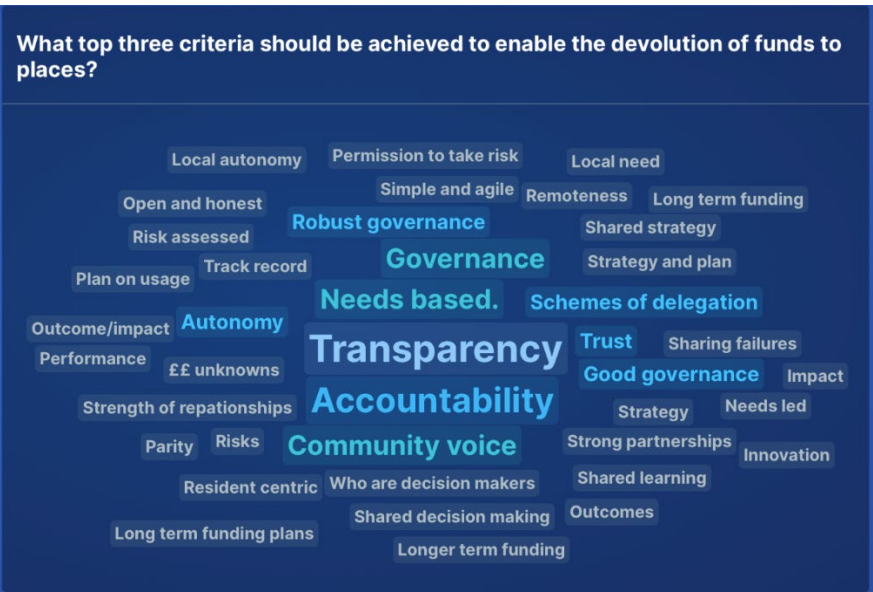 What top three criteria should be achieved to enable the devolution of funds to
places?
Local autonomy
Permission to take risk
Local need
Simple and agile
Remoteness
Long term funding
Open and honest
Robust governance
Shared strategy
Risk assessed
Governance
Strategy and plan
Plan on usage
Track record
Needs based.
Schemes of delegation
Outcome/impact
Autonomy
Transparency
Trust
Sharing failures
Performance
££ unknowns
Good governance
Impact
Strength of repationships
Accountability
Strategy
Needs led
Parity
Risks
Community voice
Strong partnerships
Innovation
Resident centric
Who are decision makers
Shared learning
Shared decision making
Outcomes
Long term funding plans
Longer term funding